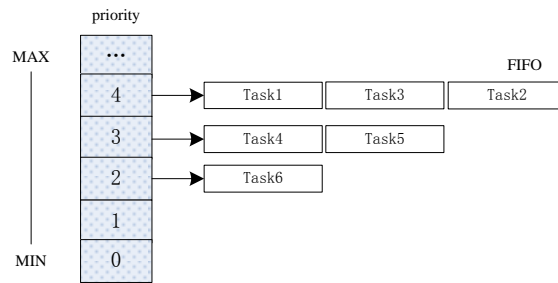 priority
...
MAX
FIFO
4 Task1 Task3 Task2
3 Task4 Task5
2 Task6
1
MIN 0